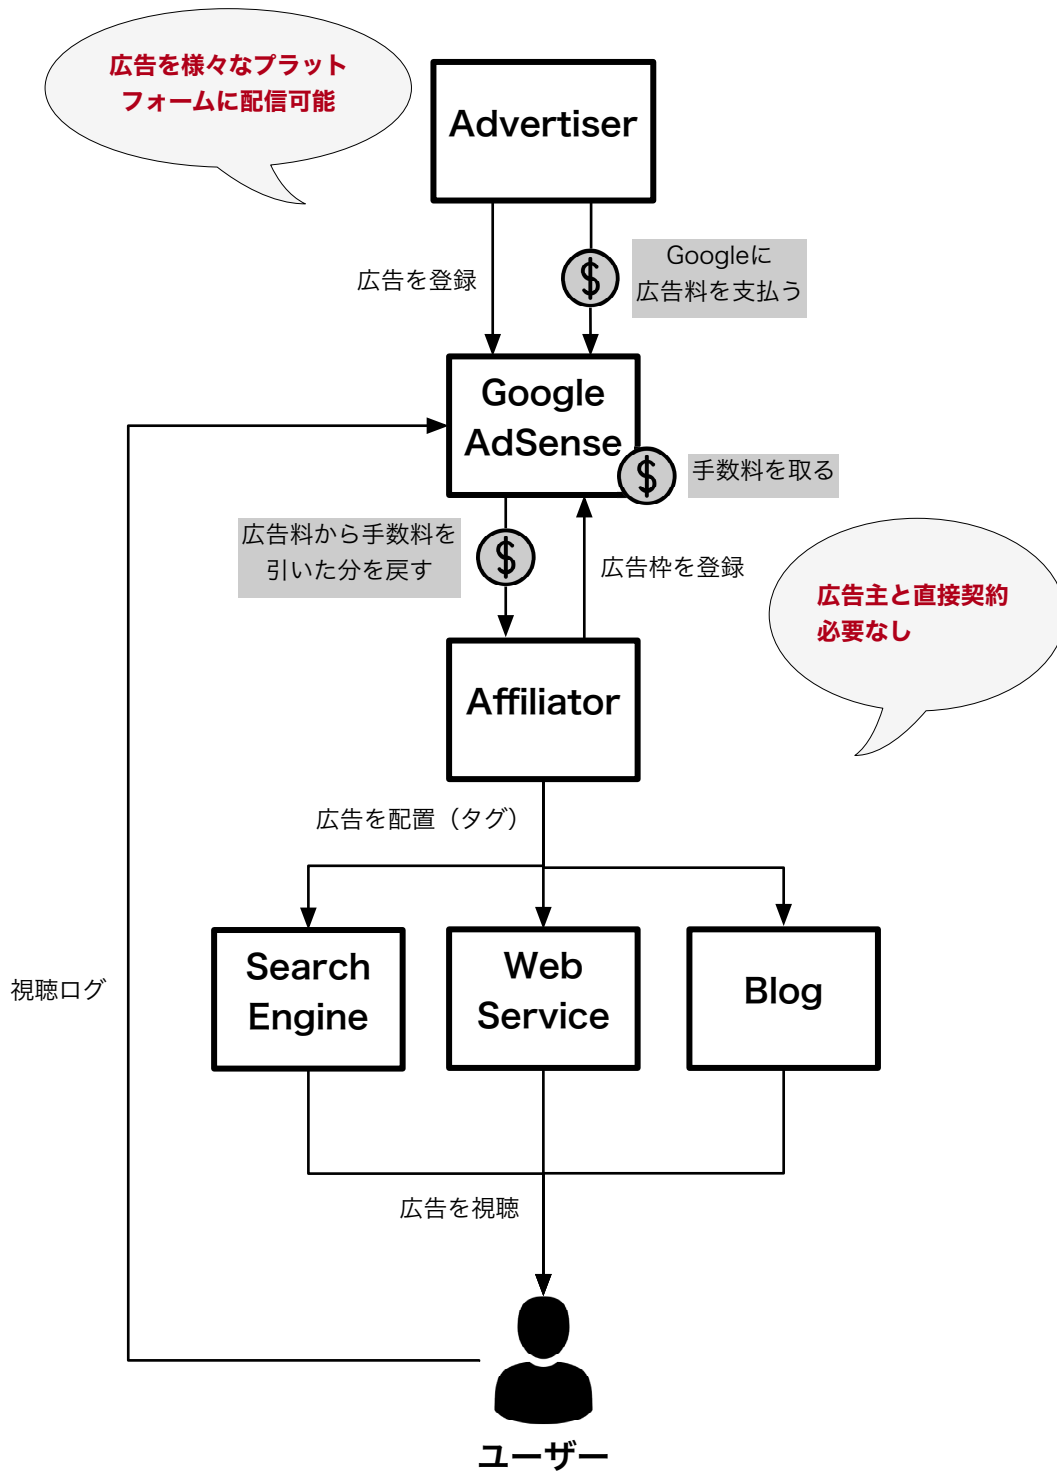 広告を様々なプラット
フォームに配信可能
Advertiser
広告を登録
Googleに
広告料を支払う
Google
AdSense
手数料を取る
広告料から手数料を
引いた分を戻す
広告枠を登録
広告主と直接契約
必要なし
Affiliator
広告を配置（タグ）
Search
Engine
Web
Service
Blog
視聴ログ
広告を視聴
ユーザー